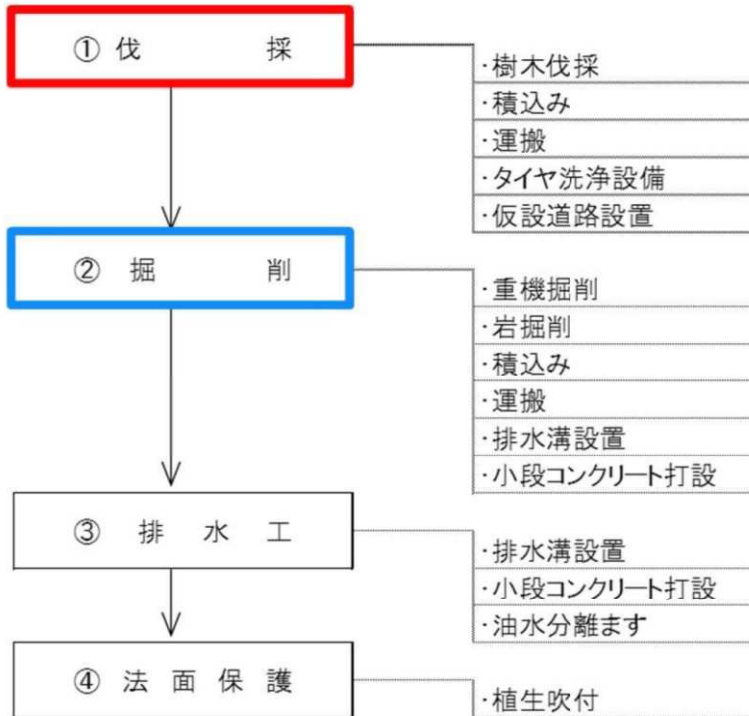 ① 伐 採
・樹木伐採
・積込み
・運搬
・タイヤ洗浄設備
・仮設道路設置
② 掘 削
・重機掘削
・岩掘削
・積込み
・運搬
・排水溝設置
・小段コンクリート打設
③ 排 水 工
・排水溝設置
・小段コンクリート打設
・油水分離ます
④ 法 面 保 護
・植生吹付